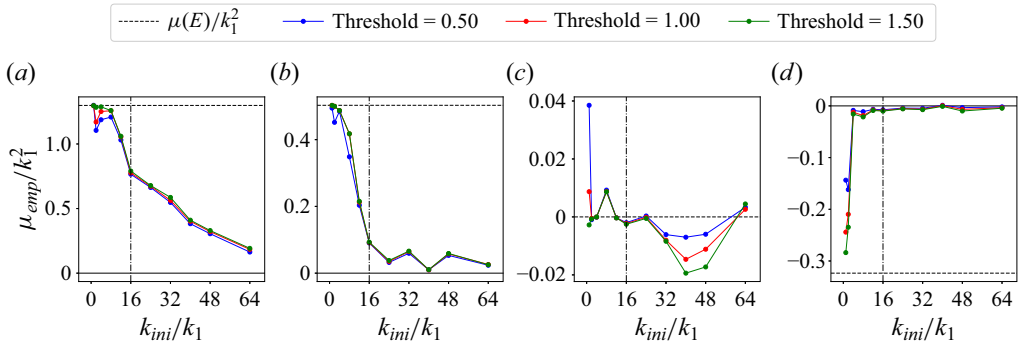 μ(E)/k₁² Threshold = 0.50 Threshold = 1.00 Threshold = 1.50
(a) (b) (c) (d)
μ_emp/k₁²
1.0
0.5
0
0 16 32 48 64
k_ini/k₁
0.4
0.2
0
0 16 32 48 64
k_ini/k₁
0.04
0.02
0
−0.02
0 16 32 48 64
k_ini/k₁
0
−0.1
−0.2
−0.3
0 16 32 48 64
k_ini/k₁